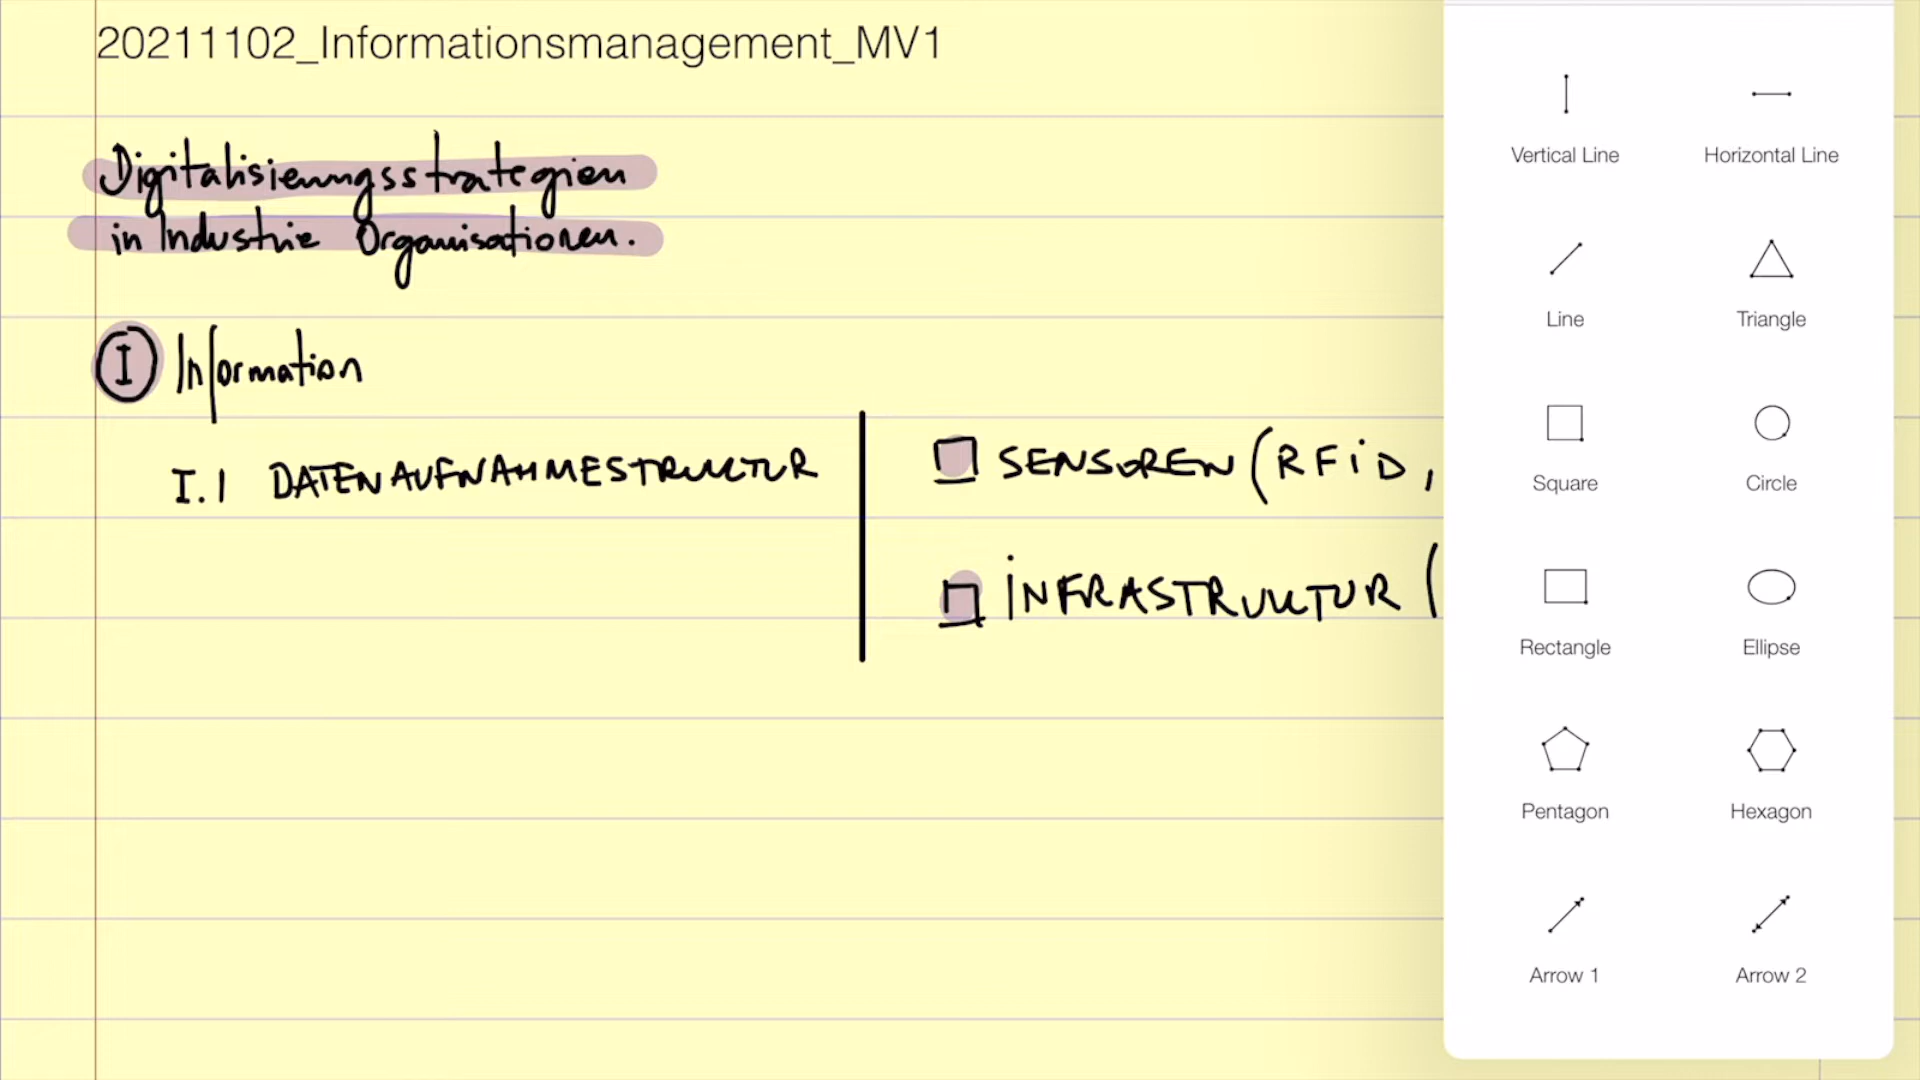 20211102_Informationsmanagement_MV1
Digitalisierungsstrategien
in Industrie Organisationen.
I Information
I.1 DATENAUFNAHMESTRUKTUR
SENSOREN (RFiD,
iNFRASTRUKTUR (
Vertical Line
Horizontal Line
Line
Triangle
Square
Circle
Rectangle
Ellipse
Pentagon
Hexagon
Arrow 1
Arrow 2